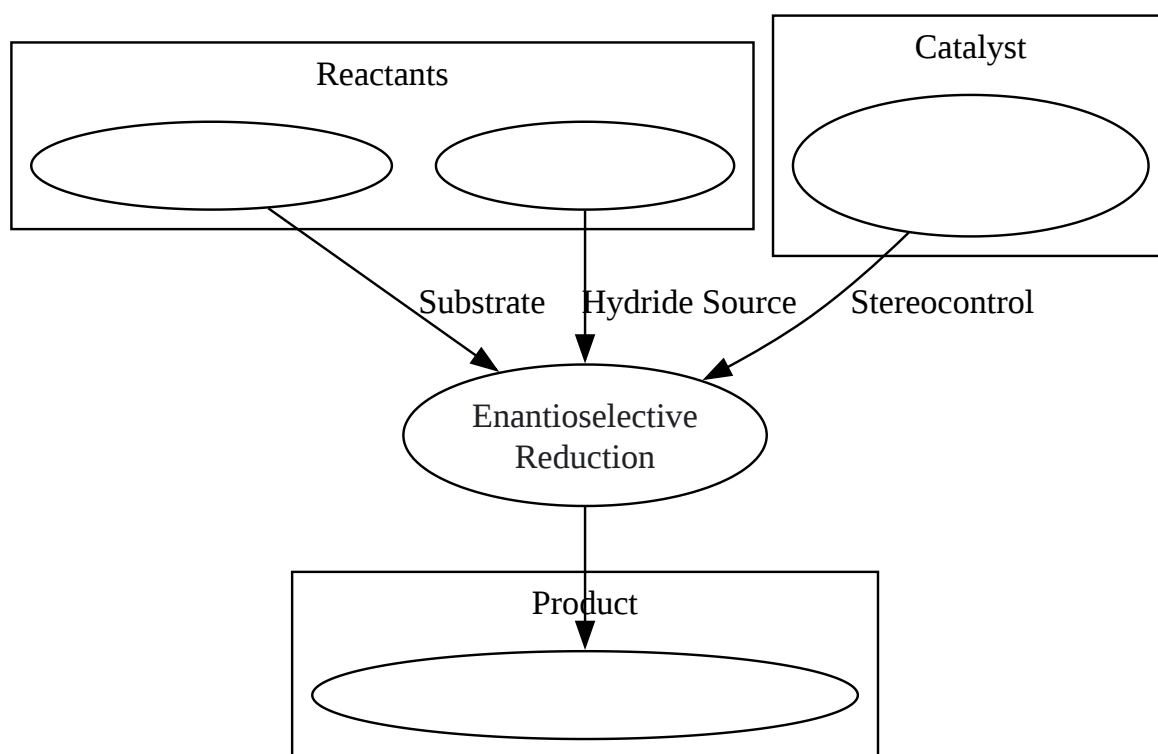 Reactants
Catalyst
Substrate
Hydride Source
Stereocontrol
Enantioselective
Reduction
Product